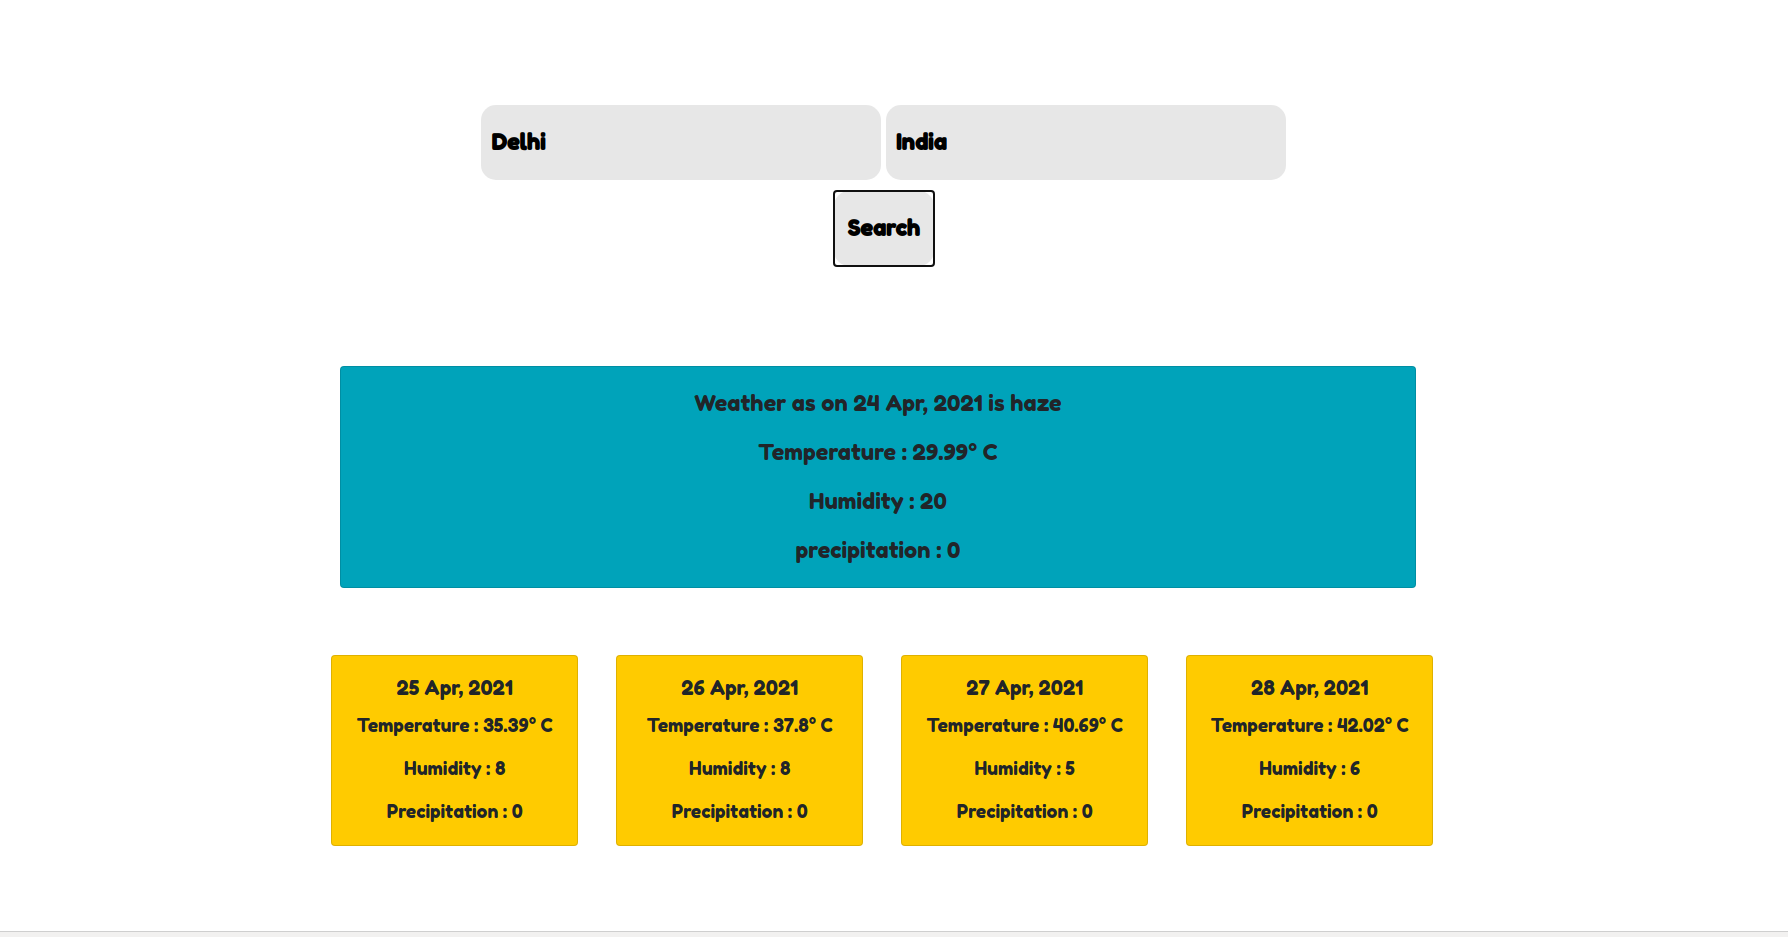 Delhi India
Search
Weather as on 24 Apr, 2021 is haze
Temperature : 29.99° C
Humidity : 20
precipitation : 0
25 Apr, 2021
Temperature : 35.39° C
Humidity : 8
Precipitation : 0
26 Apr, 2021
Temperature : 37.8° C
Humidity : 8
Precipitation : 0
27 Apr, 2021
Temperature : 40.69° C
Humidity : 5
Precipitation : 0
28 Apr, 2021
Temperature : 42.02° C
Humidity : 6
Precipitation : 0